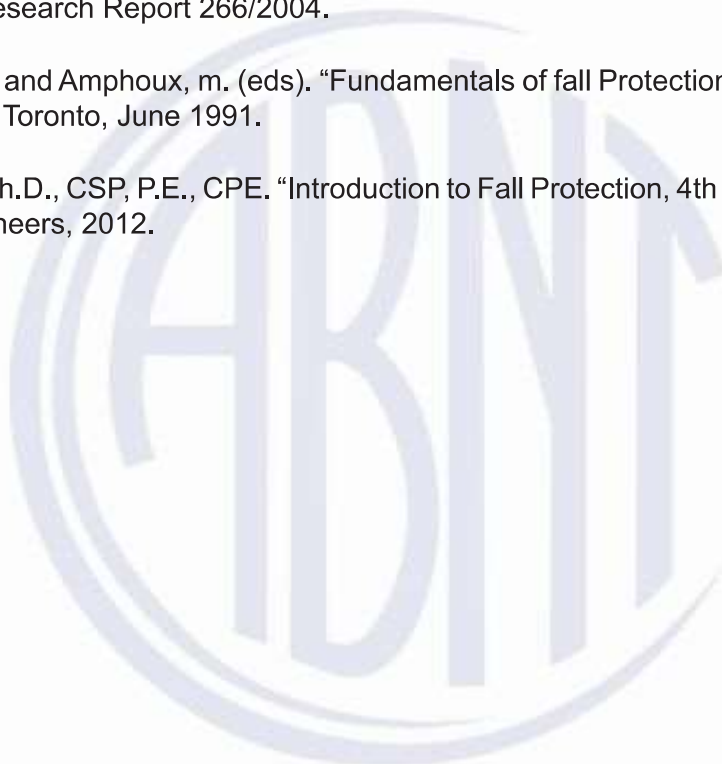 esearch Report 266/2004.
and Amphoux, m. (eds). “Fundamentals of fall Protection
Toronto, June 1991.
h.D., CSP, P.E., CPE. “Introduction to Fall Protection, 4th
neers, 2012.
ABNT